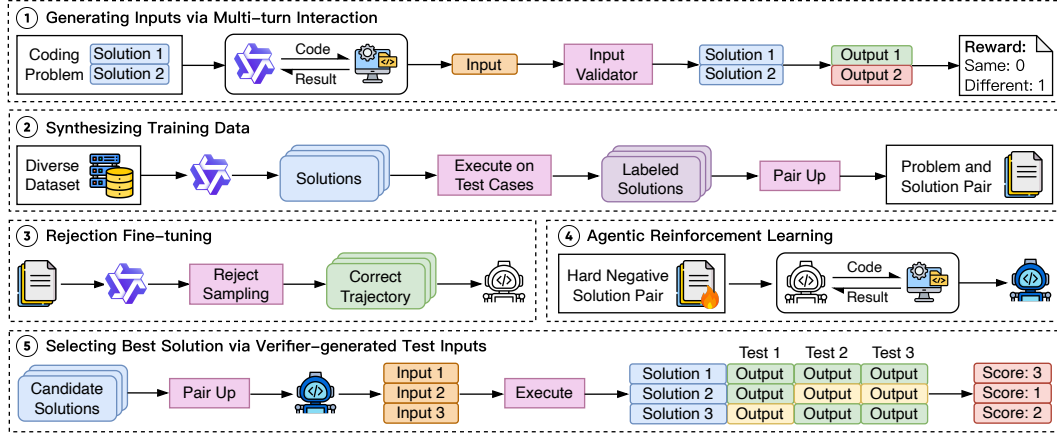 1 Generating Inputs via Multi-turn Interaction
Coding
Problem
Solution 1
Solution 2
Code
Result
</>
Input
Input
Validator
Solution 1
Solution 2
Output 1
Output 2
Reward:
Same: 0
Different: 1
2 Synthesizing Training Data
Diverse
Dataset
Solutions
Execute on
Test Cases
Labeled
Solutions
Pair Up
Problem and
Solution Pair
3 Rejection Fine-tuning
Reject
Sampling
Correct
Trajectory
</>
4 Agentic Reinforcement Learning
Hard Negative
Solution Pair
</>
Code
Result
</>
</>
5 Selecting Best Solution via Verifier-generated Test Inputs
Candidate
Solutions
Pair Up
</>
Input 1
Input 2
Input 3
Execute
Test 1 Test 2 Test 3
Solution 1 Output Output Output
Solution 2 Output Output Output
Solution 3 Output Output Output
Score: 3
Score: 1
Score: 2